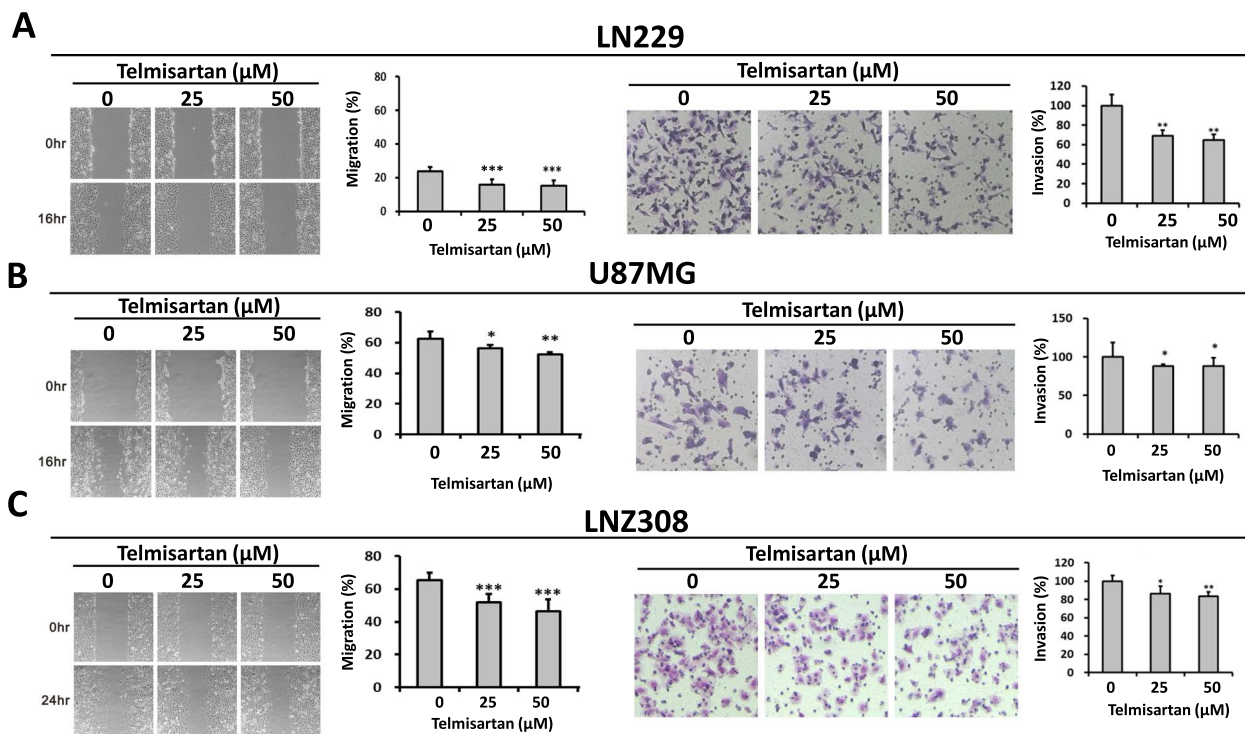 A
LN229
Telmisartan (μM)
0 25 50
0hr
16hr
80
60
40
20
0
Migration (%)
*** ***
0 25 50
Telmisartan (μM)
Telmisartan (μM)
0 25 50
120
100
80
60
40
20
0
Invasion (%)
** **
0 25 50
Telmisartan (μM)
B
U87MG
Telmisartan (μM)
0 25 50
0hr
16hr
80
60
40
20
0
Migration (%)
* **
0 25 50
Telmisartan (μM)
Telmisartan (μM)
0 25 50
150
100
50
0
Invasion (%)
* *
0 25 50
Telmisartan (μM)
C
LNZ308
Telmisartan (μM)
0 25 50
0hr
24hr
80
60
40
20
0
Migration (%)
*** ***
0 25 50
Telmisartan (μM)
Telmisartan (μM)
0 25 50
120
100
80
60
40
20
0
Invasion (%)
* **
0 25 50
Telmisartan (μM)